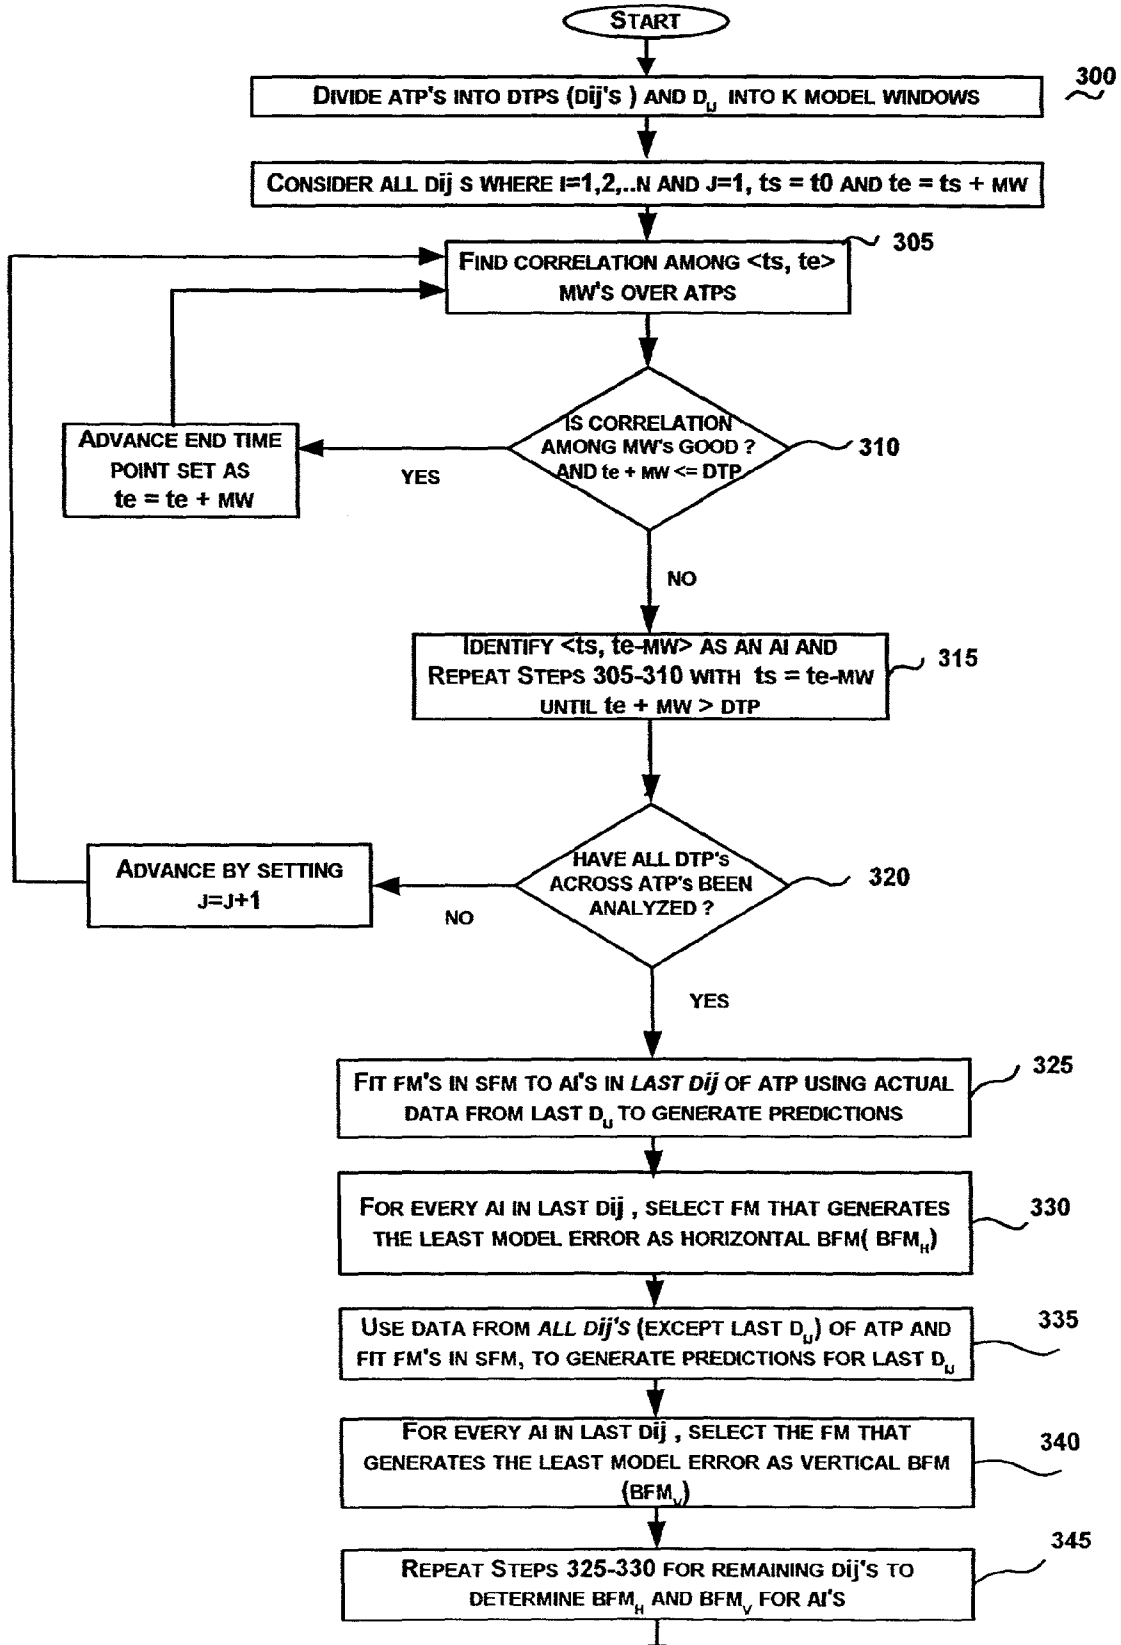 START
DIVIDE ATP'S INTO DTPS (Dij'S ) AND DIJ INTO K MODEL WINDOWS
300
CONSIDER ALL Dij S WHERE I=1,2,..N AND J=1, ts = t0 AND te = ts + MW
305
FIND CORRELATION AMONG <ts, te>
MW'S OVER ATPS
IS CORRELATION
AMONG MW's GOOD ?
AND te + MW <= DTP
310
ADVANCE END TIME
POINT SET AS
te = te + MW
YES
NO
IDENTIFY <ts, te-MW> AS AN AI AND
REPEAT STEPS 305-310 WITH ts = te-MW
UNTIL te + MW > DTP
315
HAVE ALL DTP's
ACROSS ATP's BEEN
ANALYZED ?
320
ADVANCE BY SETTING
J=J+1
NO
YES
FIT FM'S IN SFM TO AI'S IN LAST Dij OF ATP USING ACTUAL
DATA FROM LAST DIJ TO GENERATE PREDICTIONS
325
FOR EVERY AI IN LAST Dij , SELECT FM THAT GENERATES
THE LEAST MODEL ERROR AS HORIZONTAL BFM( BFMH)
330
USE DATA FROM ALL Dij'S (EXCEPT LAST DIJ) OF ATP AND
FIT FM'S IN SFM, TO GENERATE PREDICTIONS FOR LAST DIJ
335
FOR EVERY AI IN LAST Dij , SELECT THE FM THAT
GENERATES THE LEAST MODEL ERROR AS VERTICAL BFM
(BFMV)
340
REPEAT STEPS 325-330 FOR REMAINING Dij'S TO
DETERMINE BFMH AND BFMV FOR AI'S
345